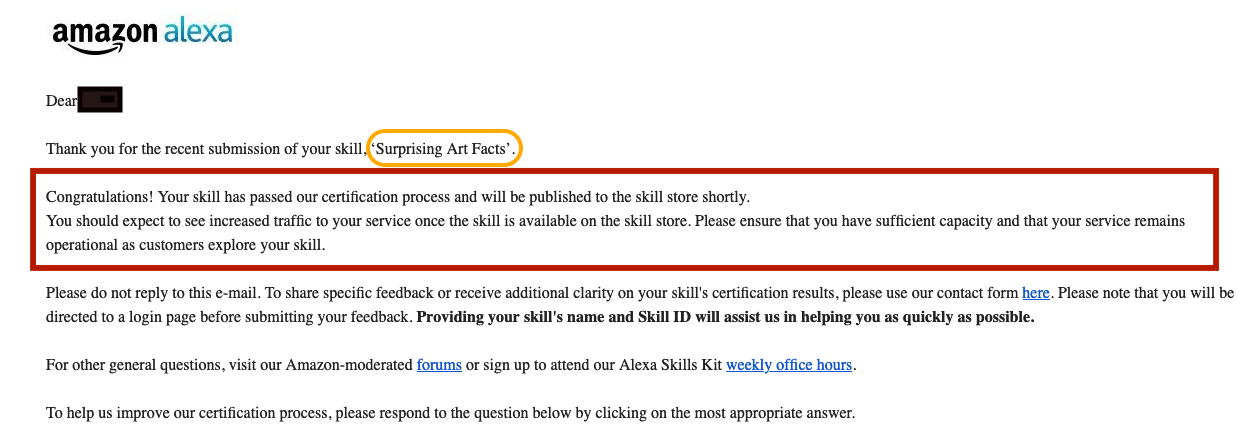 amazon alexa
Dear
Thank you for the recent submission of your skill, ‘Surprising Art Facts’.
Congratulations! Your skill has passed our certification process and will be published to the skill store shortly.
You should expect to see increased traffic to your service once the skill is available on the skill store. Please ensure that you have sufficient capacity and that your service remains
operational as customers explore your skill.
Please do not reply to this e-mail. To share specific feedback or receive additional clarity on your skill's certification results, please use our contact form here. Please note that you will be
directed to a login page before submitting your feedback. Providing your skill's name and Skill ID will assist us in helping you as quickly as possible.
For other general questions, visit our Amazon-moderated forums or sign up to attend our Alexa Skills Kit weekly office hours.
To help us improve our certification process, please respond to the question below by clicking on the most appropriate answer.